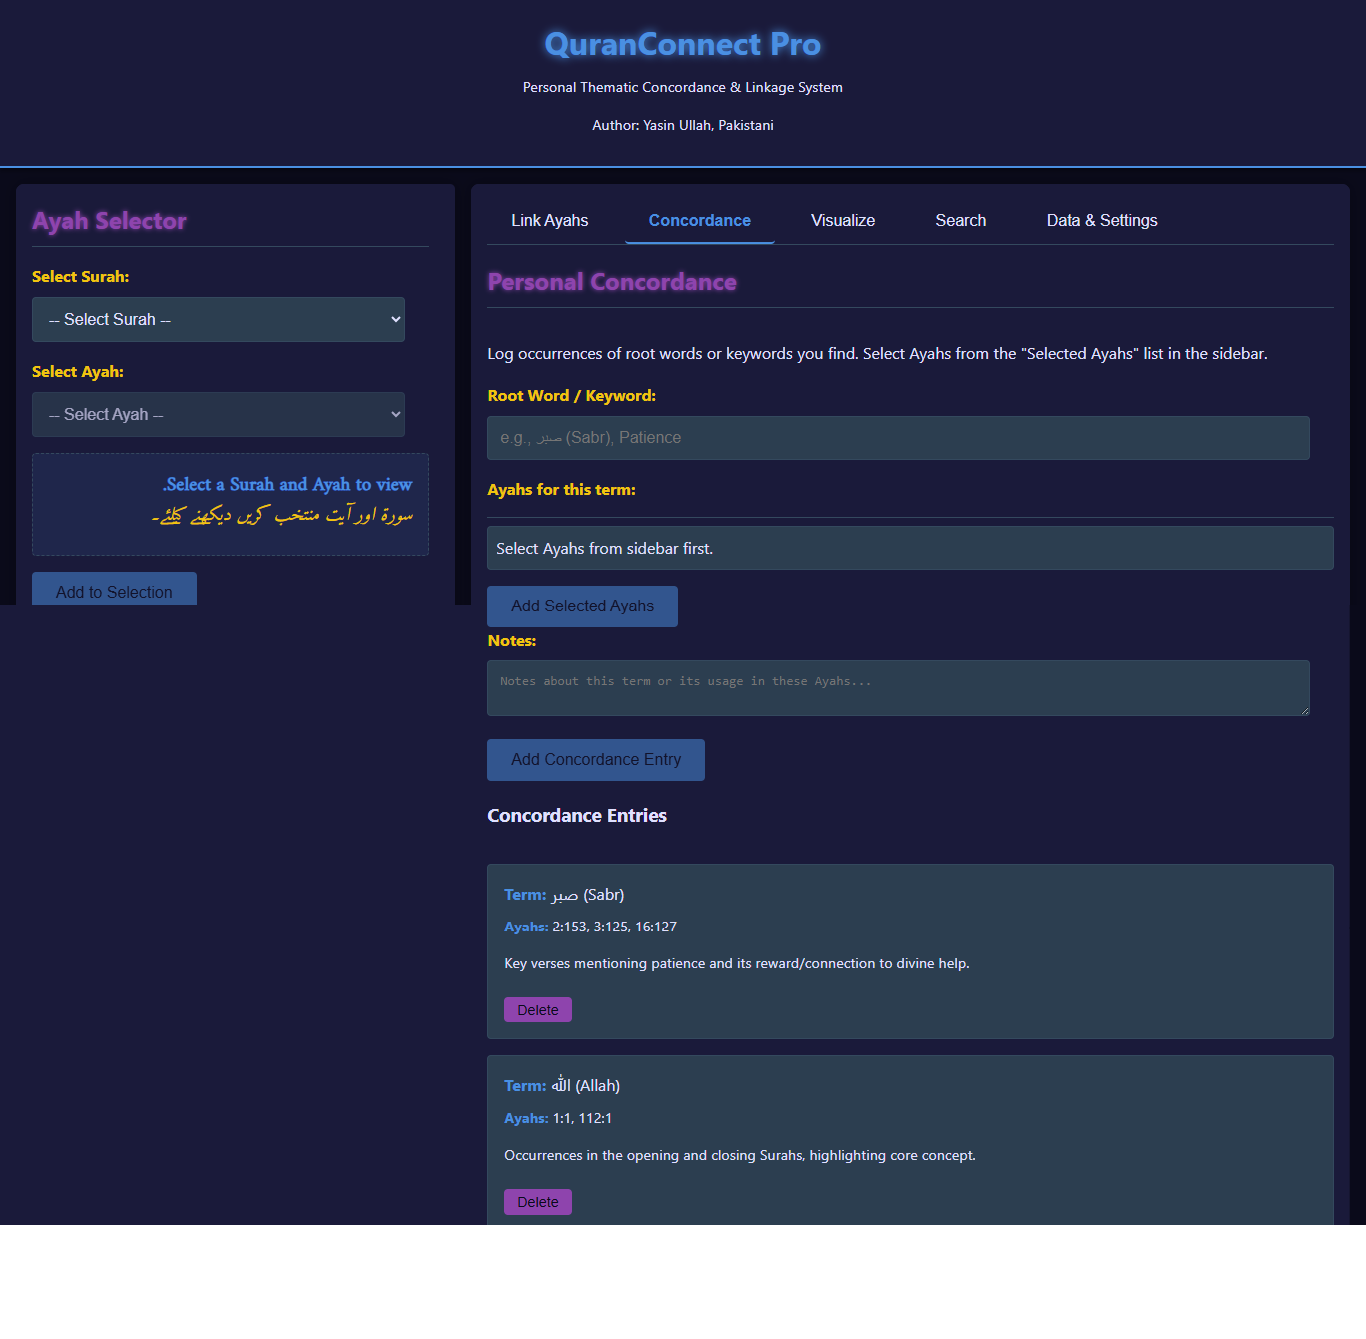 QuranConnect Pro
Personal Thematic Concordance & Linkage System
Author: Yasin Ullah, Pakistani
Ayah Selector
Select Surah:
-- Select Surah --
Select Ayah:
-- Select Ayah --
Select a Surah and Ayah to view.
سورۃ اور آیت منتخب کریں دیکھنے کیلئے۔
Add to Selection
Link Ayahs
Concordance
Visualize
Search
Data & Settings
Personal Concordance
Log occurrences of root words or keywords you find. Select Ayahs from the "Selected Ayahs" list in the sidebar.
Root Word / Keyword:
e.g., صبر (Sabr), Patience
Ayahs for this term:
Select Ayahs from sidebar first.
Add Selected Ayahs
Notes:
Notes about this term or its usage in these Ayahs...
Add Concordance Entry
Concordance Entries
Term: صبر (Sabr)
Ayahs: 2:153, 3:125, 16:127
Key verses mentioning patience and its reward/connection to divine help.
Delete
Term: الله (Allah)
Ayahs: 1:1, 112:1
Occurrences in the opening and closing Surahs, highlighting core concept.
Delete